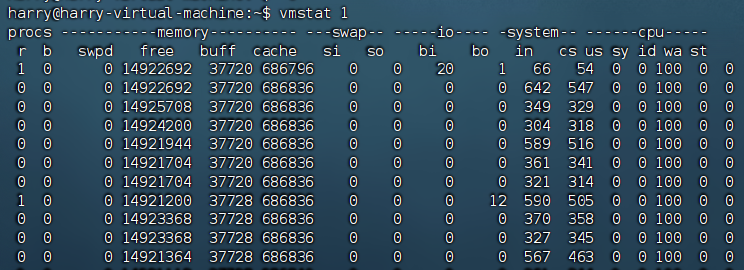 harry@harry-virtual-machine:~$ vmstat 1
procs -----------memory---------- ---swap-- -----io---- -system-- ------cpu-----
 r  b   swpd   free   buff  cache   si   so    bi    bo   in   cs us sy id wa st
 1  0      0 14922692  37720 686796    0    0    20     1   66   54  0  0 100  0  0
 0  0      0 14922692  37720 686836    0    0     0     0  642  547  0  0 100  0  0
 0  0      0 14925708  37720 686836    0    0     0     0  349  329  0  0 100  0  0
 0  0      0 14924200  37720 686836    0    0     0     0  304  318  0  0 100  0  0
 0  0      0 14921944  37720 686836    0    0     0     0  589  516  0  0 100  0  0
 0  0      0 14921704  37720 686836    0    0     0     0  361  341  0  0 100  0  0
 0  0      0 14921704  37720 686836    0    0     0     0  321  314  0  0 100  0  0
 1  0      0 14921200  37728 686836    0    0     0    12  590  505  0  0 100  0  0
 0  0      0 14923368  37728 686836    0    0     0     0  370  358  0  0 100  0  0
 0  0      0 14923368  37728 686836    0    0     0     0  327  345  0  0 100  0  0
 0  0      0 14921364  37728 686836    0    0     0     0  567  463  0  0 100  0  0